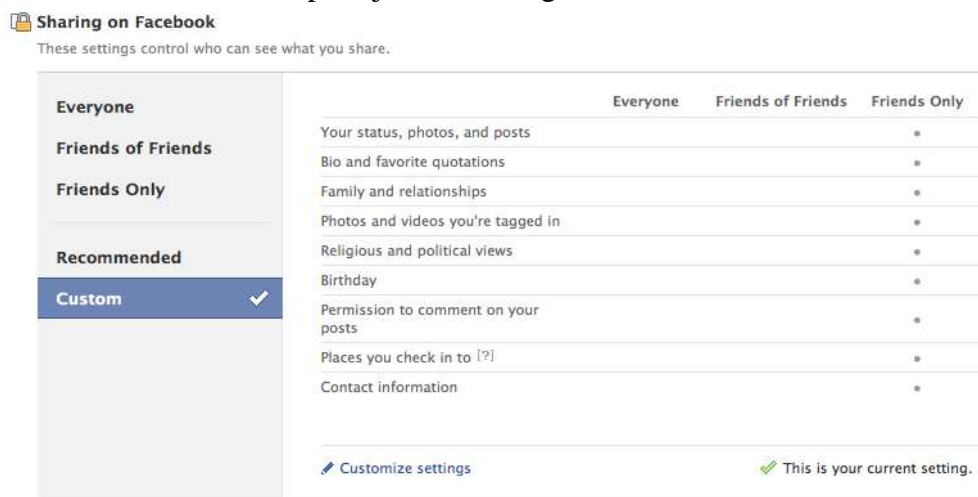 Sharing on Facebook
These settings control who can see what you share.
Everyone
Friends of Friends
Friends Only
Recommended
Custom
Everyone Friends of Friends Friends Only
Your status, photos, and posts
Bio and favorite quotations
Family and relationships
Photos and videos you're tagged in
Religious and political views
Birthday
Permission to comment on your
posts
Places you check in to [?]
Contact information
Customize settings
This is your current setting.